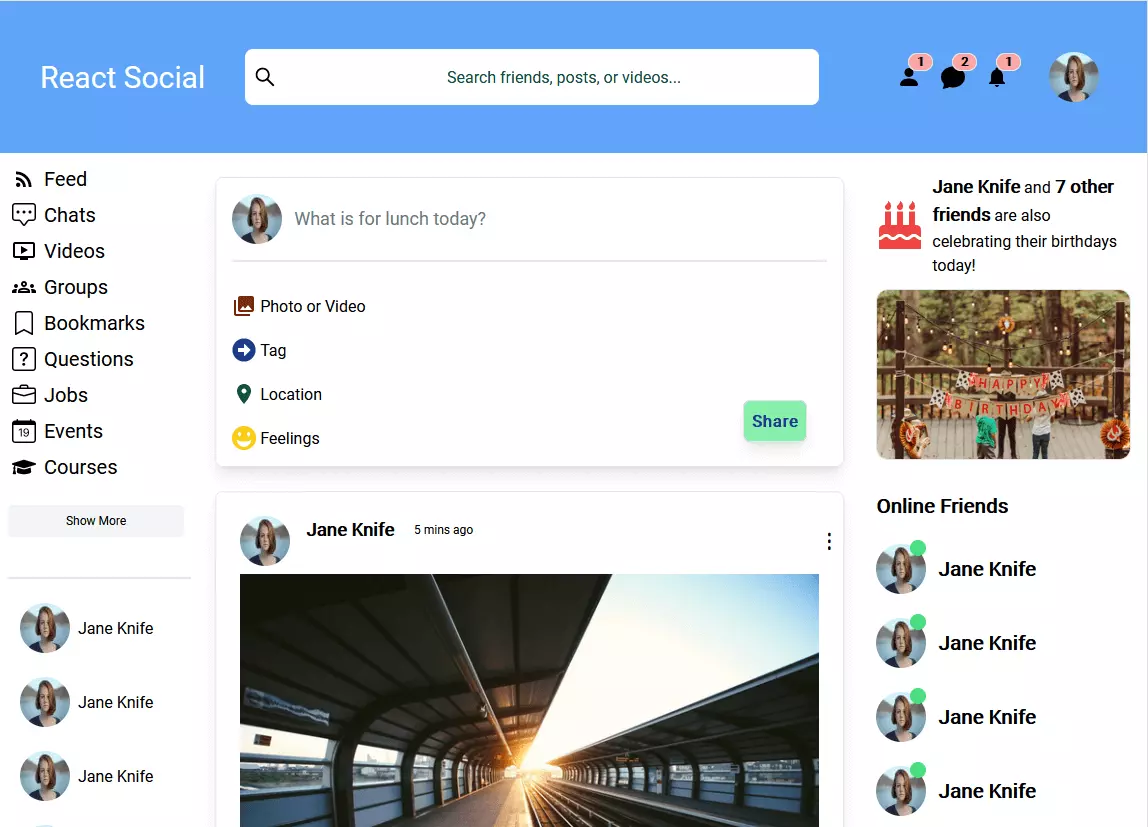 React Social
Search friends, posts, or videos...
1
2
1
Feed
Chats
Videos
Groups
Bookmarks
?
Questions
Jobs
19
Events
Courses
Show More
Jane Knife
Jane Knife
Jane Knife
What is for lunch today?
Photo or Video
Tag
Location
Feelings
Share
Jane Knife 5 mins ago
Jane Knife and 7 other
friends are also
celebrating their birthdays
today!
HAPPY
BIRTHDAY
Online Friends
Jane Knife
Jane Knife
Jane Knife
Jane Knife